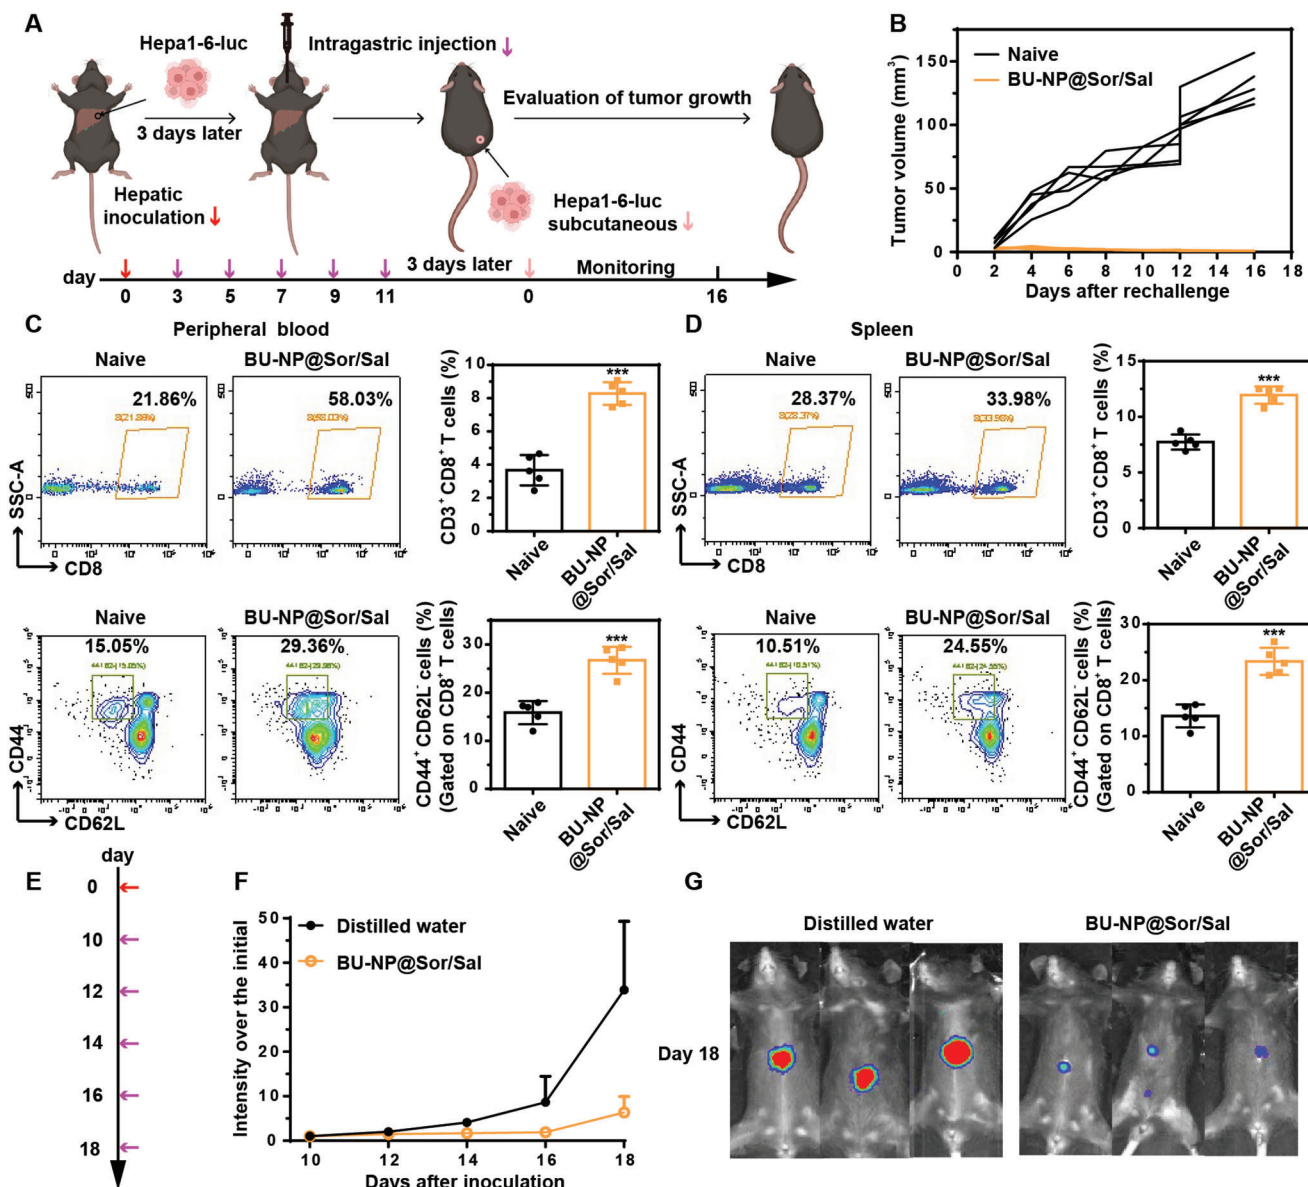 A
Hepa1-6-luc
Intragastric injection
3 days later
Evaluation of tumor growth
Hepatic
inoculation
Hepa1-6-luc
subcutaneous
3 days later
Monitoring
day
0 3 5 7 9 11 0 16
B
Naive
BU-NP@Sor/Sal
Tumor volume (mm³)
150
100
50
0
0 2 4 6 8 10 12 14 16 18
Days after rechallenge
C
Peripheral blood
Naive
BU-NP@Sor/Sal
21.86%
58.03%
SSC-A
CD8
CD3⁺ CD8⁺ T cells (%)
10
8
6
4
2
0
***
Naive
BU-NP
@Sor/Sal
Naive
BU-NP@Sor/Sal
15.05%
29.36%
CD44
CD62L
CD44⁺ CD62L⁻ cells (%)
(Gated on CD8⁺ T cells)
30
20
10
0
***
Naive
BU-NP
@Sor/Sal
D
Spleen
Naive
BU-NP@Sor/Sal
28.37%
33.98%
SSC-A
CD8
CD3⁺ CD8⁺ T cells (%)
15
10
5
0
***
Naive
BU-NP
@Sor/Sal
Naive
BU-NP@Sor/Sal
10.51%
24.55%
CD44
CD62L
CD44⁺ CD62L⁻ cells (%)
(Gated on CD8⁺ T cells)
30
20
10
0
***
Naive
BU-NP
@Sor/Sal
E
day
0
10
12
14
16
18
F
Distilled water
BU-NP@Sor/Sal
Intensity over the initial
50
40
30
20
10
0
10 12 14 16 18
Days after inoculation
G
Distilled water
BU-NP@Sor/Sal
Day 18